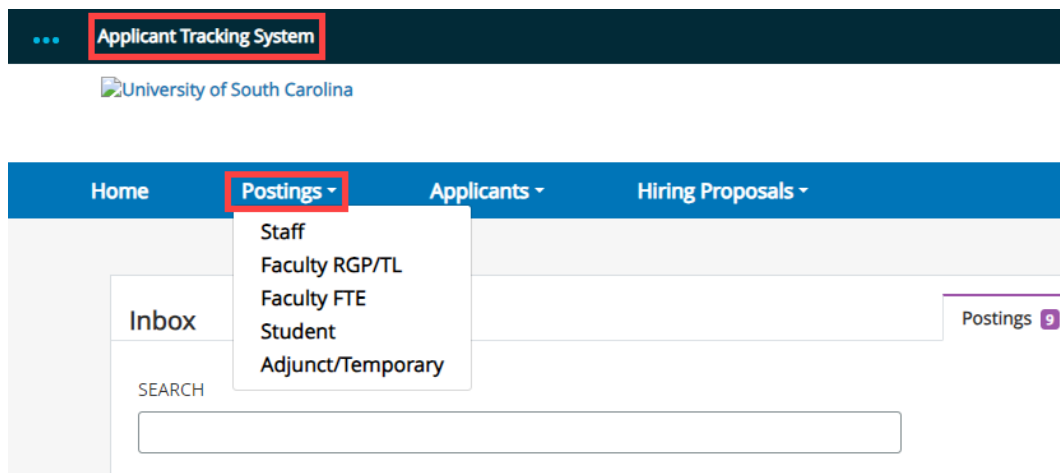 Applicant Tracking System
University of South Carolina
Home Postings Applicants Hiring Proposals
Staff
Faculty RGP/TL
Faculty FTE
Student
Adjunct/Temporary
Inbox
Postings 9
SEARCH